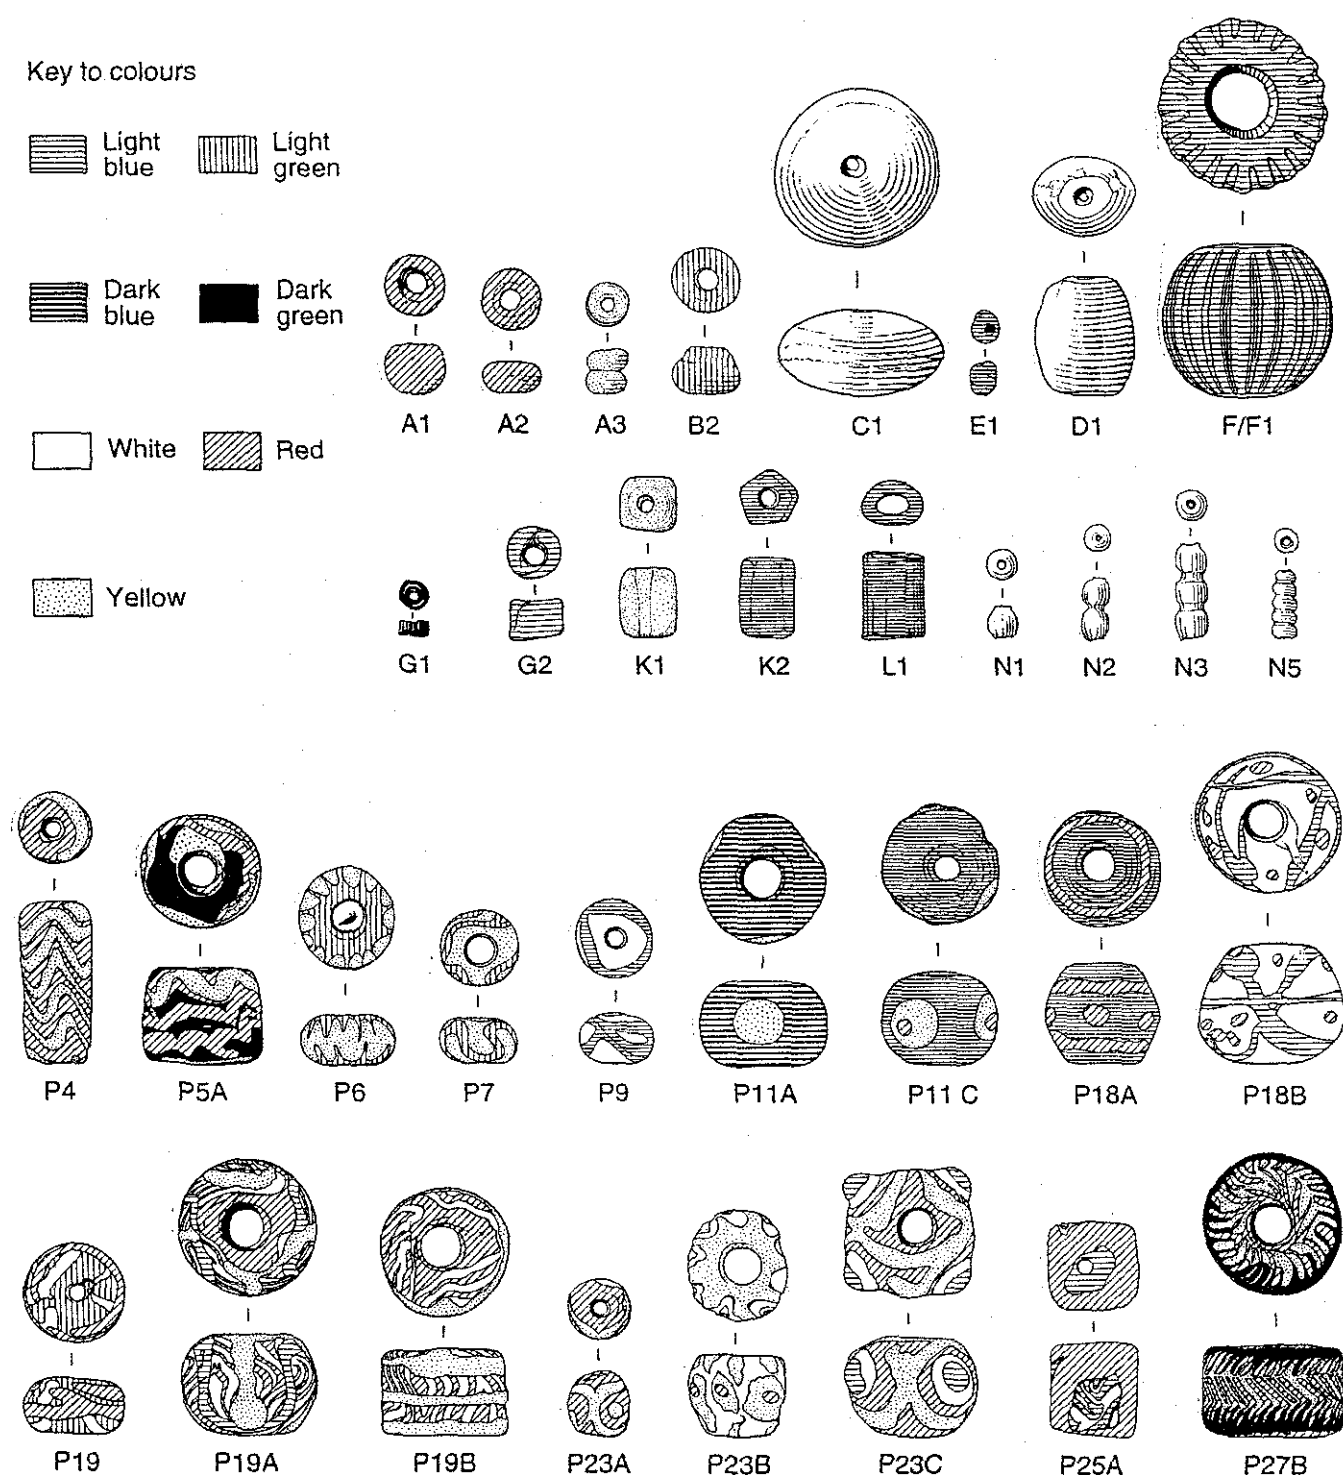 Key to colours
Light blue
Light green
Dark blue
Dark green
White
Red
Yellow
A1 A2 A3 B2 C1 E1 D1 F/F1
G1 G2 K1 K2 L1 N1 N2 N3 N5
P4 P5A P6 P7 P9 P11A P11 C P18A P18B
P19 P19A P19B P23A P23B P23C P25A P27B